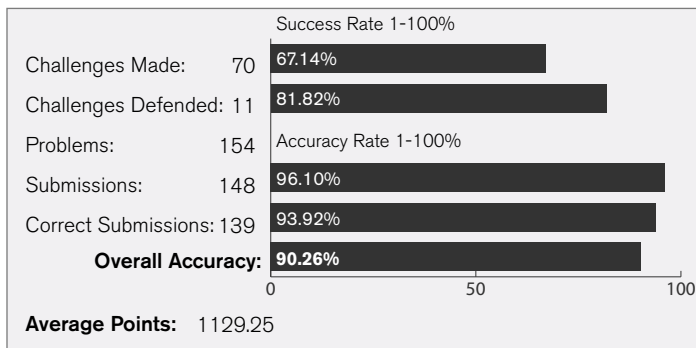 Success Rate 1-100%
Challenges Made: 70 67.14%
Challenges Defended: 11 81.82%
Problems: 154 Accuracy Rate 1-100%
Submissions: 148 96.10%
Correct Submissions: 139 93.92%
Overall Accuracy: 90.26%
0 50 100
Average Points: 1129.25